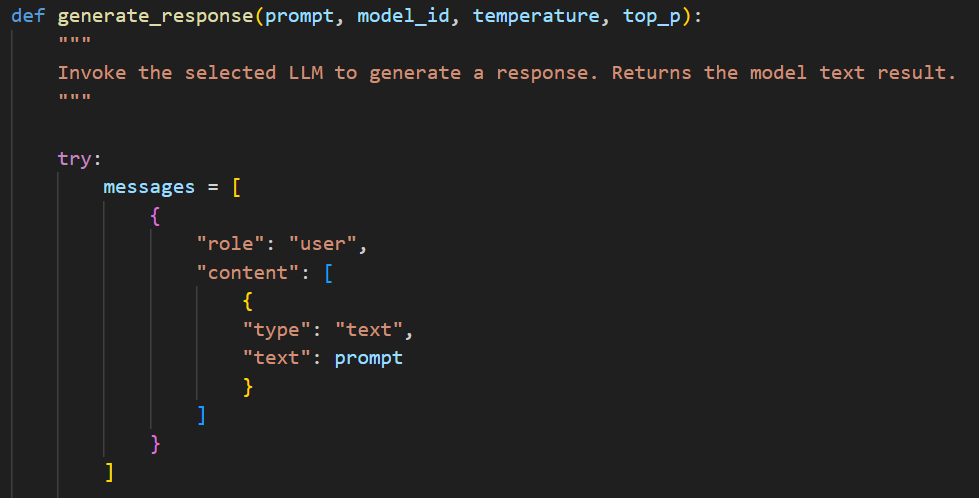 def generate_response(prompt, model_id, temperature, top_p):
    """
    Invoke the selected LLM to generate a response. Returns the model text result.
    """

    try:
        messages = [
            {
                "role": "user",
                "content": [
                    {
                    "type": "text",
                    "text": prompt
                    }
                ]
            }
        ]